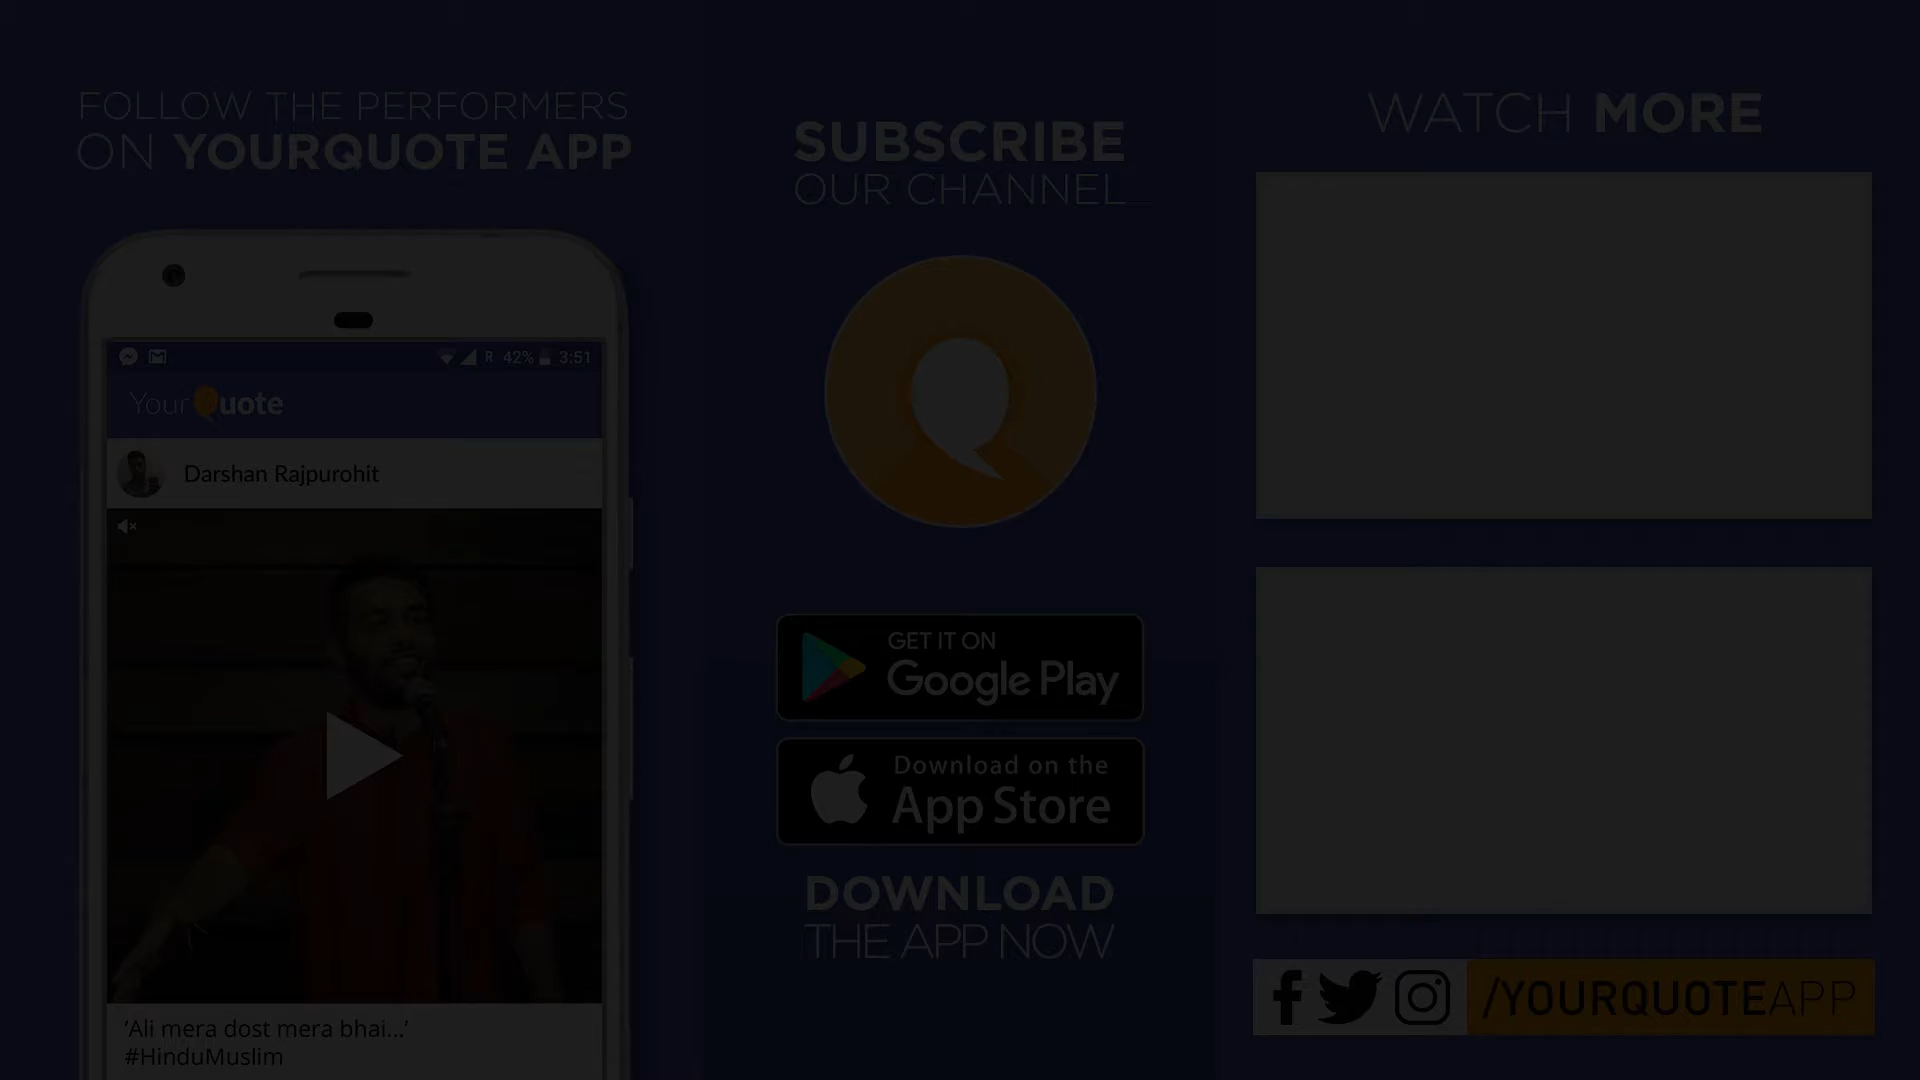 FOLLOW THE PERFORMERS
ON YOURQUOTE APP
R 42% 3:51
YourQuote
Darshan Rajpurohit
'Ali mera dost mera bhai...'
#HinduMuslim
SUBSCRIBE
OUR CHANNEL
GET IT ON
Google Play
Download on the
App Store
DOWNLOAD
THE APP NOW
WATCH MORE
/YOURQUOTEAPP